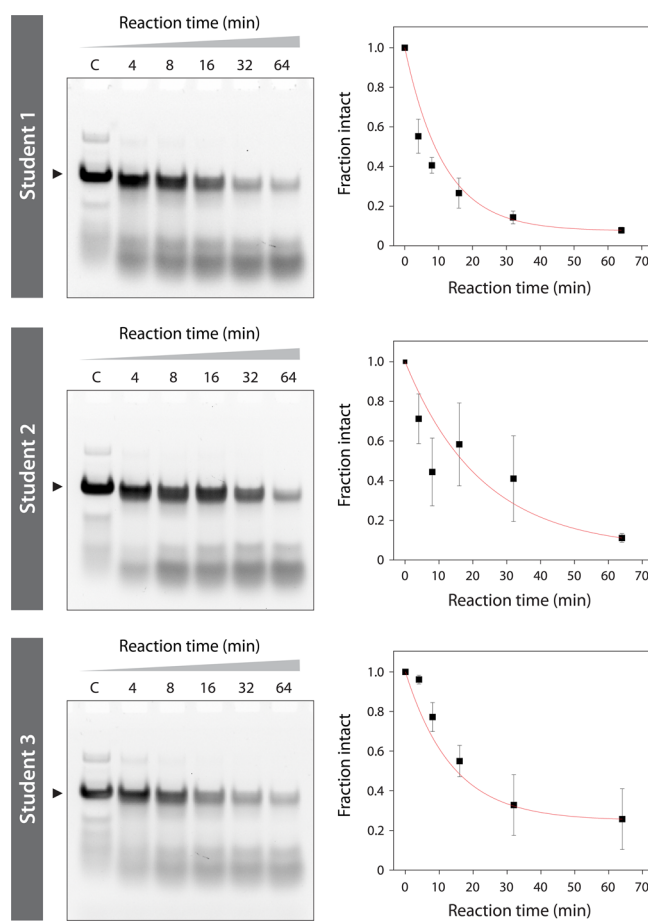 Student 1
Reaction time (min)
C 4 8 16 32 64
Fraction intact
1.0
0.8
0.6
0.4
0.2
0
0 10 20 30 40 50 60 70
Reaction time (min)
Student 2
Reaction time (min)
C 4 8 16 32 64
Fraction intact
1.0
0.8
0.6
0.4
0.2
0
0 10 20 30 40 50 60 70
Reaction time (min)
Student 3
Reaction time (min)
C 4 8 16 32 64
Fraction intact
1.0
0.8
0.6
0.4
0.2
0
0 10 20 30 40 50 60 70
Reaction time (min)